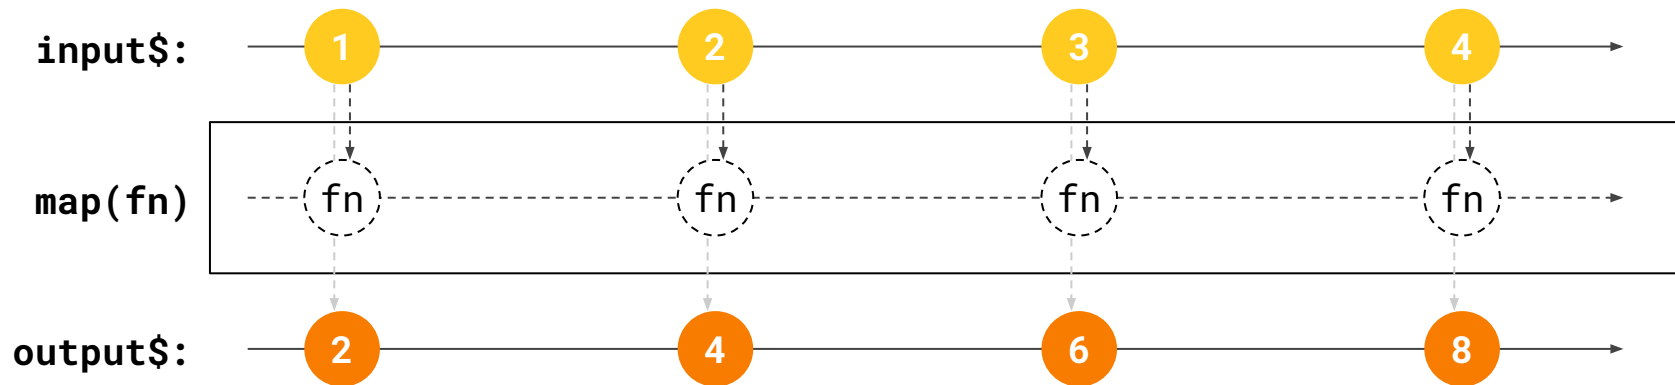 input$: 1 2 3 4
map(fn) fn fn fn fn
output$: 2 4 6 8